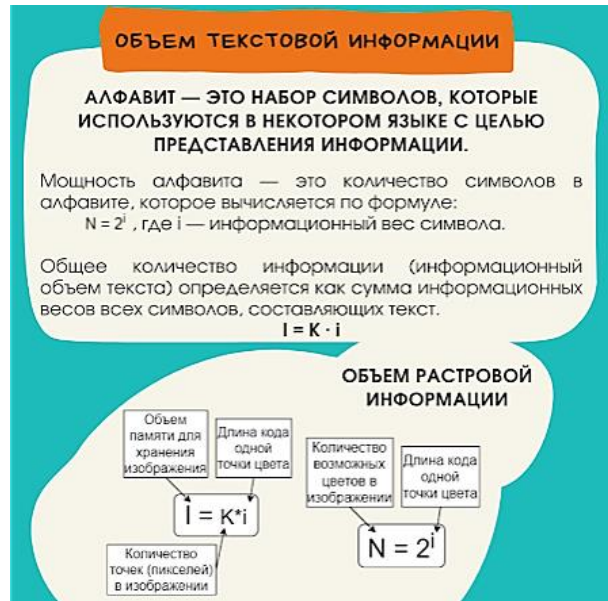 ОБЪЕМ ТЕКСТОВОЙ ИНФОРМАЦИИ
АЛФАВИТ — ЭТО НАБОР СИМВОЛОВ, КОТОРЫЕ
ИСПОЛЬЗУЮТСЯ В НЕКОТОРОМ ЯЗЫКЕ С ЦЕЛЬЮ
ПРЕДСТАВЛЕНИЯ ИНФОРМАЦИИ.
Мощность алфавита — это количество символов в
алфавите, которое вычисляется по формуле:
N = 2ⁱ , где i — информационный вес символа.
Общее количество информации (информационный
объем текста) определяется как сумма информационных
весов всех символов, составляющих текст.
I = K · i
ОБЪЕМ РАСТРОВОЙ
ИНФОРМАЦИИ
Объем
памяти для
хранения
изображения
Длина кода
одной
точки цвета
I = K*i
Количество
точек (пикселей)
в изображении
Количество
возможных
цветов в
изображении
Длина кода
одной
точки цвета
N = 2ⁱ